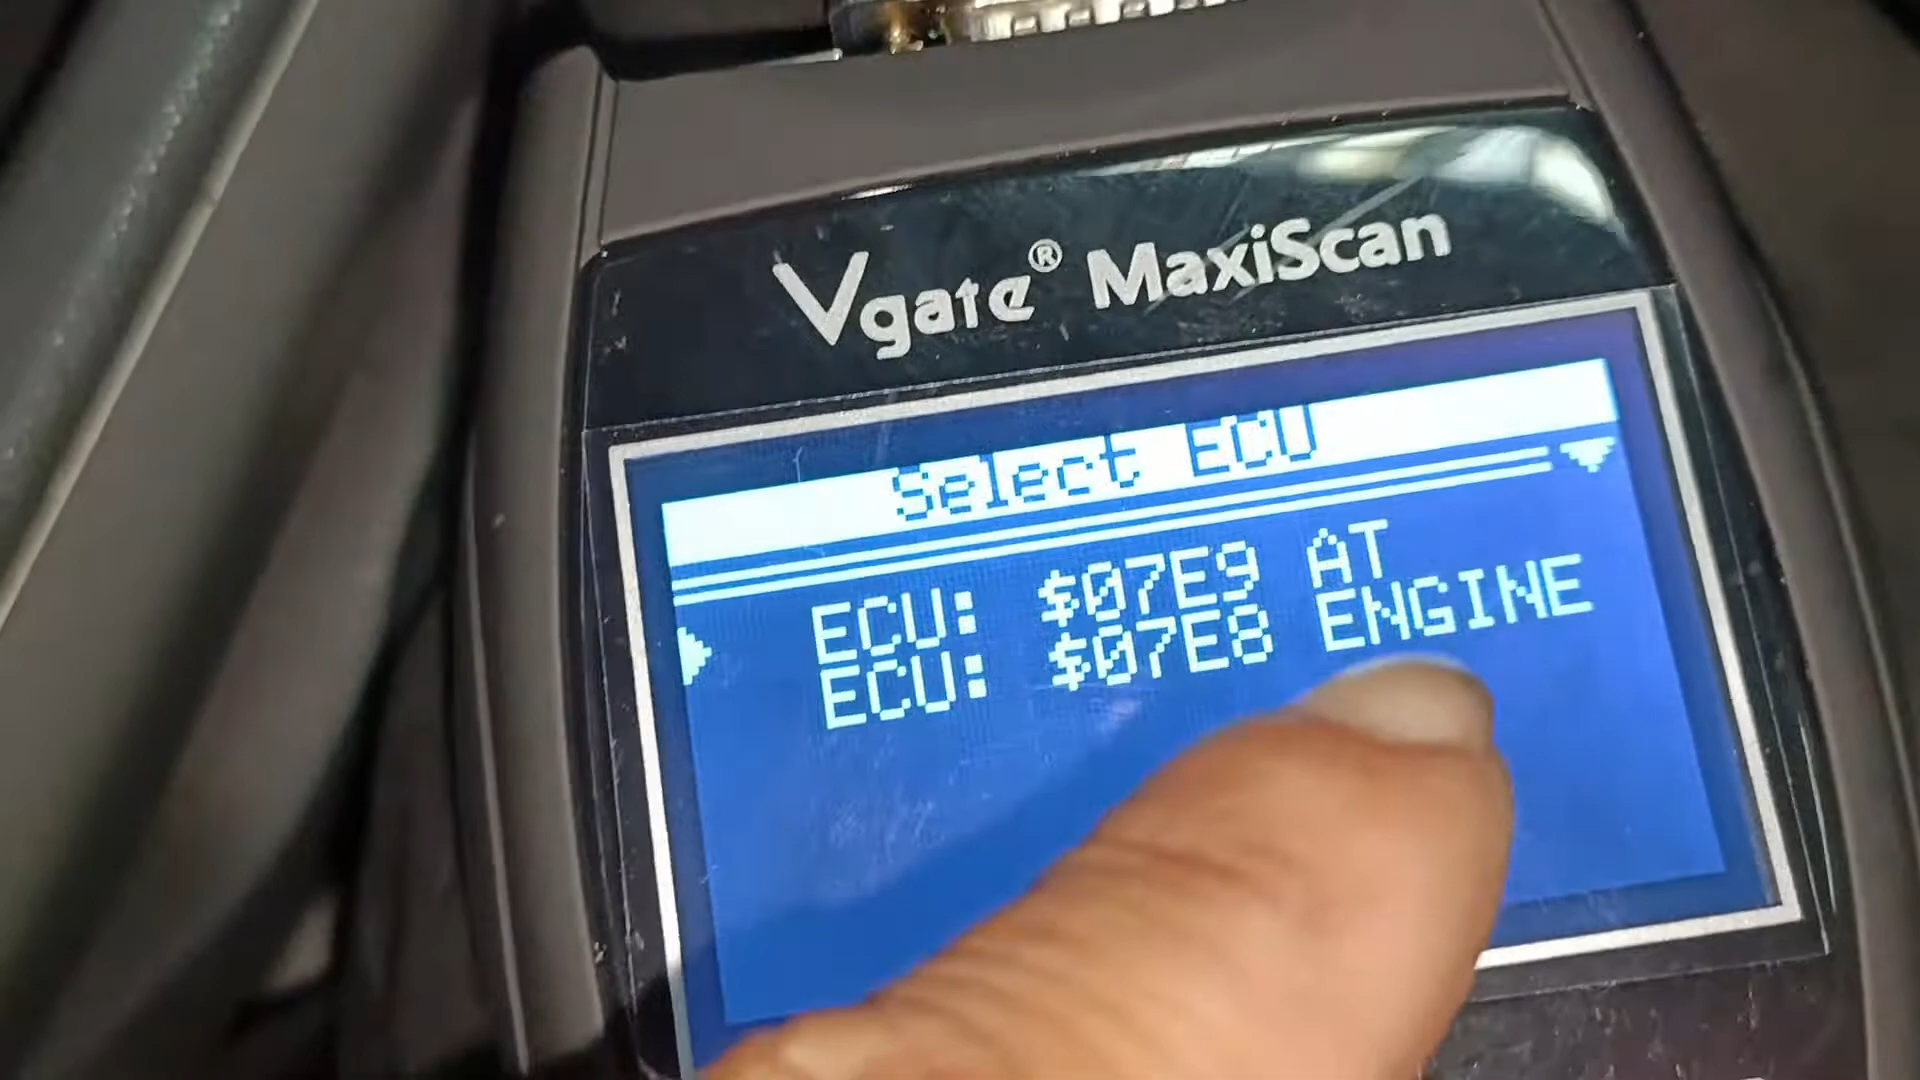 Vgate® MaxiScan
Select ECU
ECU: $07E9 AT
ECU: $07E8 ENGINE